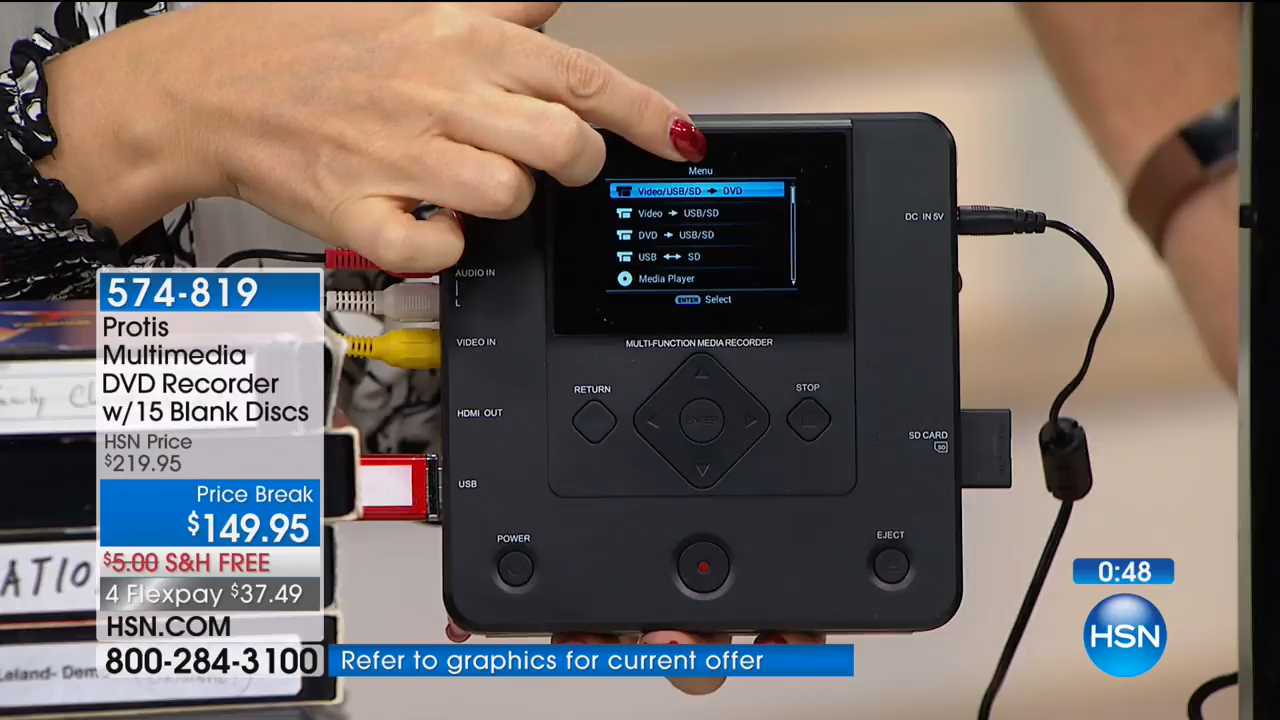 574-819
Protis
Multimedia
DVD Recorder
w/15 Blank Discs
HSN Price
$219.95
Price Break
$149.95
$5.00 S&H FREE
4 Flexpay $37.49
HSN.COM
800-284-3100
Refer to graphics for current offer
0:48
HSN
Menu
Video/USB/SD → DVD
Video → USB/SD
DVD → USB/SD
USB ↔ SD
Media Player
ENTER Select
MULTI-FUNCTION MEDIA RECORDER
AUDIO IN
L
VIDEO IN
HDMI OUT
USB
DC IN 5V
SD CARD
RETURN
STOP
ENTER
POWER
EJECT
ATIO
Leland- Dem